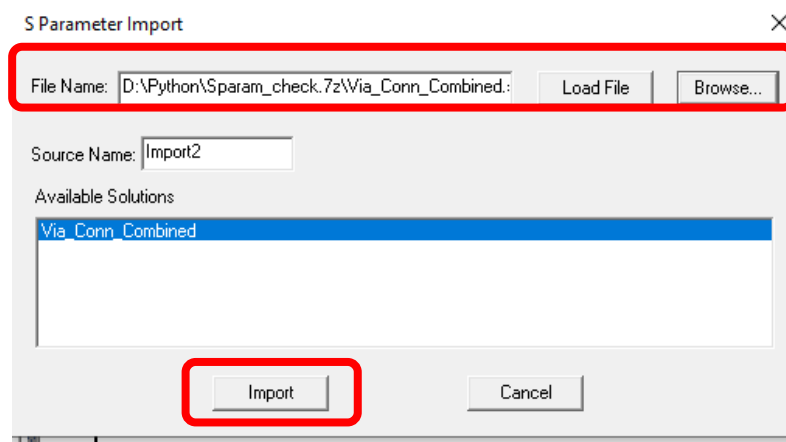 S Parameter Import
File Name: D:\Python\Sparam_check.7z\Via_Conn_Combined.: Load File Browse...
Source Name: Import2
Available Solutions
Via_Conn_Combined
Import Cancel